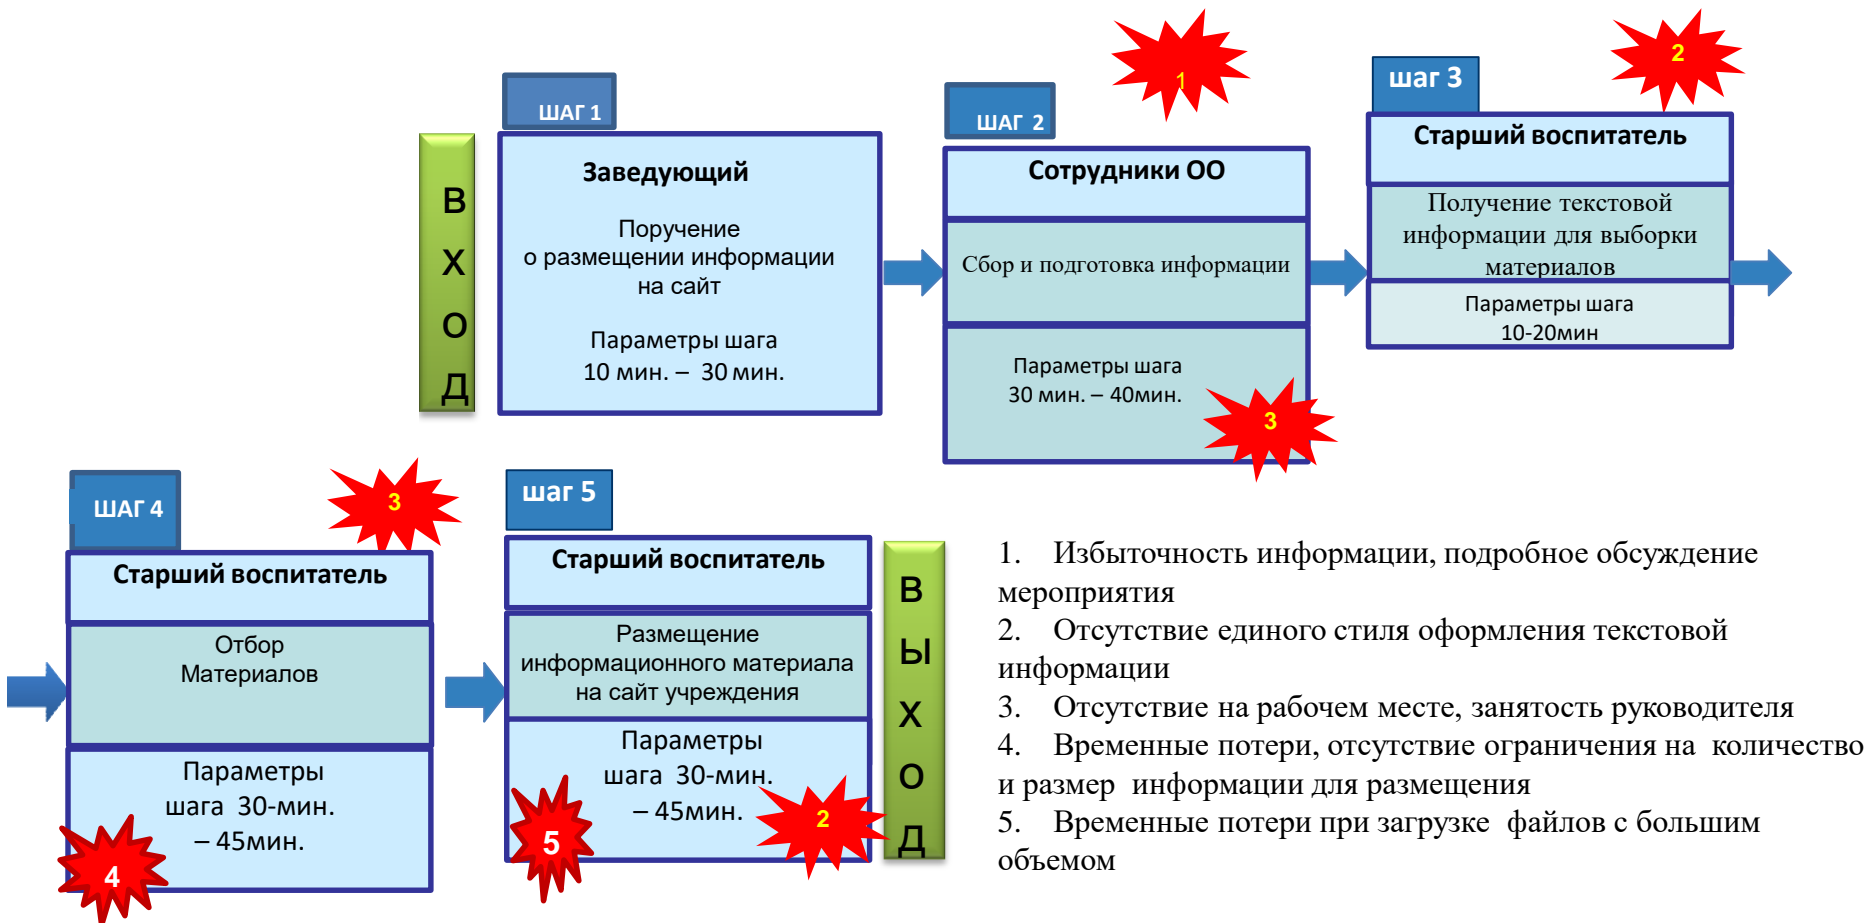 ВХОД
ШАГ 1
Заведующий
Поручение
о размещении информации
на сайт
Параметры шага
10 мин. – 30 мин.
1
ШАГ 2
Сотрудники ОО
Сбор и подготовка информации
Параметры шага
30 мин. – 40мин.
3
2
шаг 3
Старший воспитатель
Получение текстовой
информации для выборки
материалов
Параметры шага
10-20мин
ШАГ 4
3
Старший воспитатель
Отбор
Материалов
Параметры
шага 30-мин.
– 45мин.
4
шаг 5
Старший воспитатель
Размещение
информационного материала
на сайт учреждения
Параметры
шага 30-мин.
– 45мин.
5
2
ВЫХОД
1. Избыточность информации, подробное обсуждение
мероприятия
2. Отсутствие единого стиля оформления текстовой
информации
3. Отсутствие на рабочем месте, занятость руководителя
4. Временные потери, отсутствие ограничения на количество
и размер информации для размещения
5. Временные потери при загрузке файлов с большим
объемом